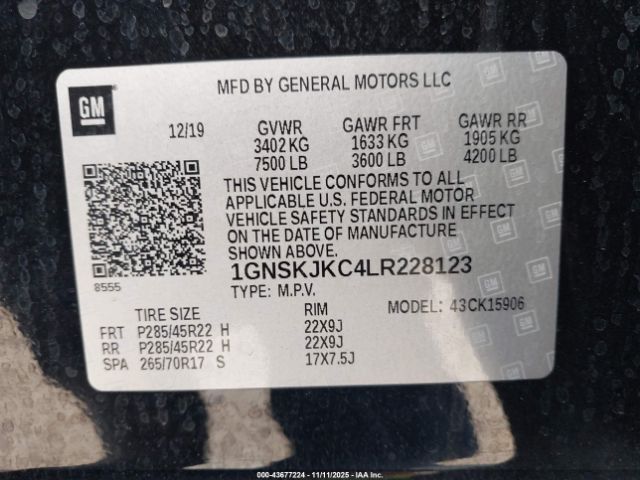 GM
MFD BY GENERAL MOTORS LLC
12/19 GVWR GAWR FRT GAWR RR
3402 KG 1633 KG 1905 KG
7500 LB 3600 LB 4200 LB
THIS VEHICLE CONFORMS TO ALL
APPLICABLE U.S. FEDERAL MOTOR
VEHICLE SAFETY STANDARDS IN EFFECT
ON THE DATE OF MANUFACTURE
SHOWN ABOVE.
8555
1GNSKJKC4LR228123
TYPE: M.P.V. MODEL: 43CK15906
TIRE SIZE RIM
FRT P285/45R22 H 22X9J
RR P285/45R22 H 22X9J
SPA 265/70R17 S 17X7.5J
© - 43677224 - 11/11/2025 - IAA Inc.